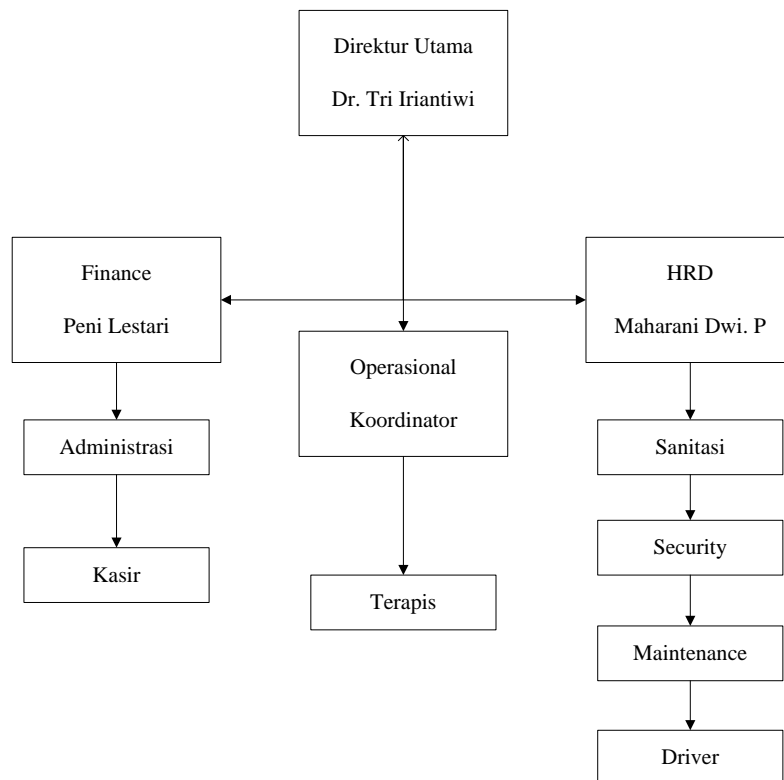 Direktur Utama
Dr. Tri Iriantiwi
Finance
Peni Lestari
HRD
Maharani Dwi. P
Operasional
Koordinator
Administrasi
Sanitasi
Security
Kasir
Terapis
Maintenance
Driver